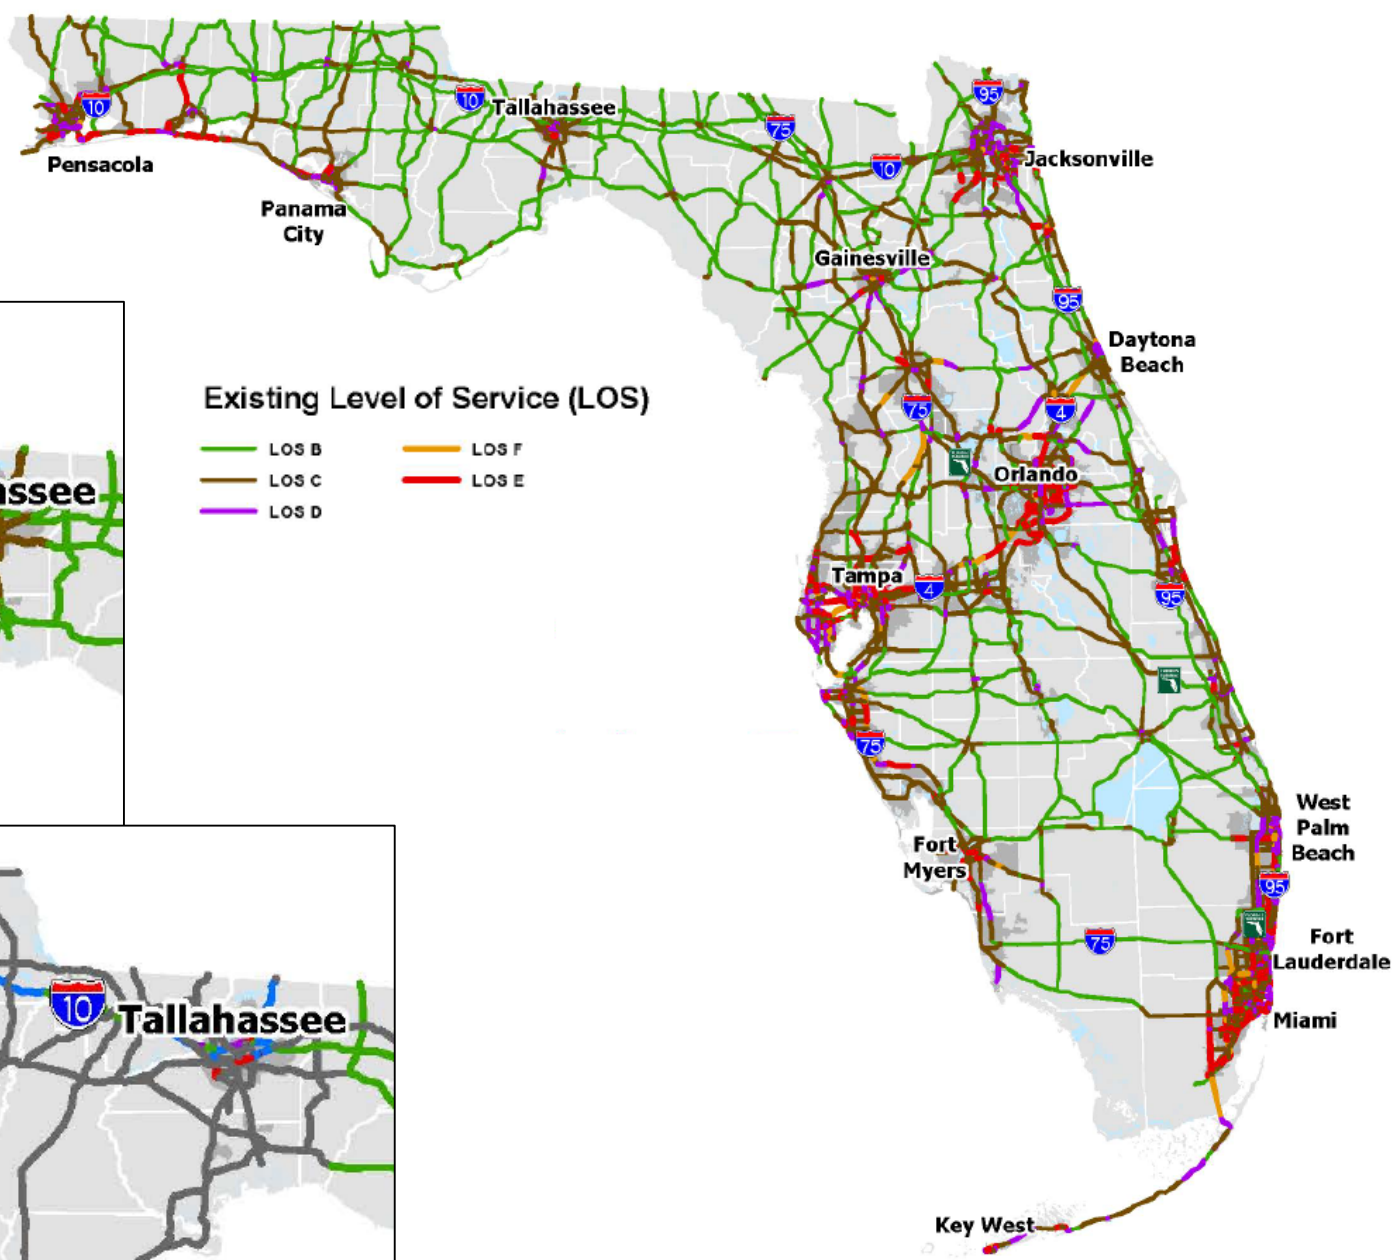 95
10
10
Tallahassee
75
Jacksonville
Pensacola
10
Panama
City
Gainesville
95
Daytona
Beach
Existing Level of Service (LOS)
75
4
LOS B
LOS F
assee
Orlando
LOS C
LOS E
LOS D
Tampa
4
95
75
West
Palm
Beach
Fort
Myers
95
75
Fort
Lauderdale
10
Tallahassee
Miami
Key West